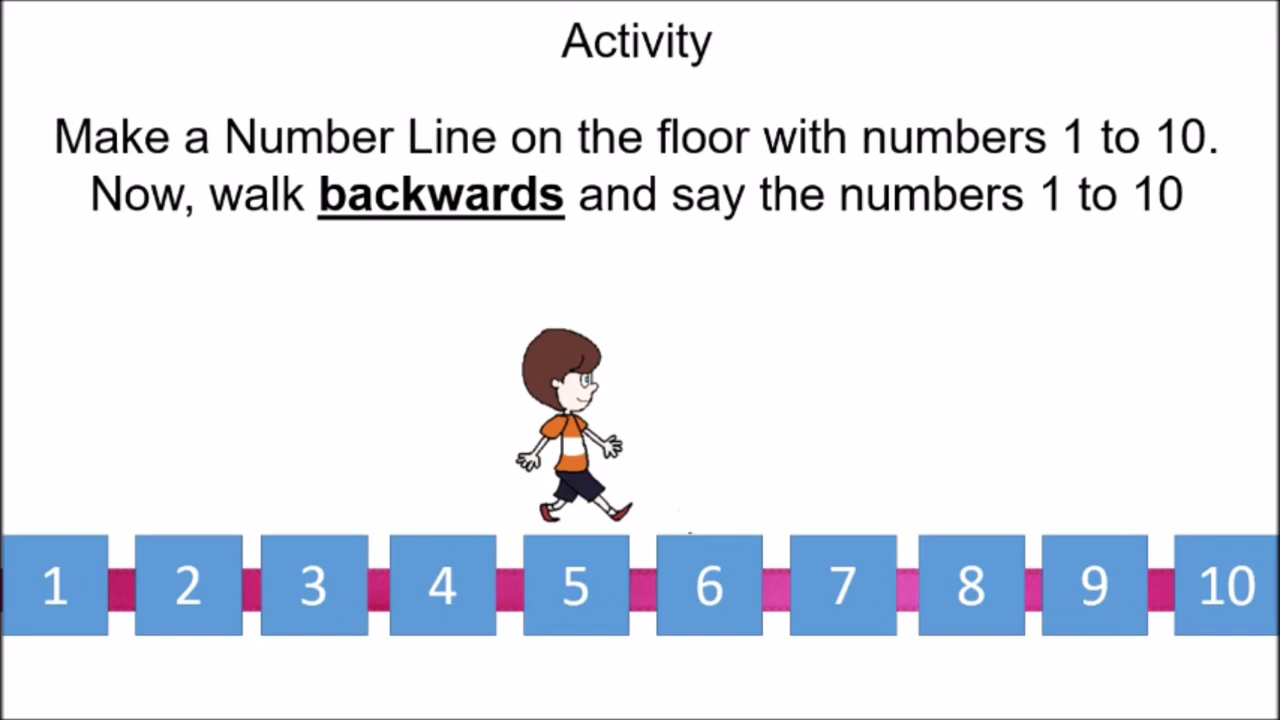 Activity
Make a Number Line on the floor with numbers 1 to 10.
Now, walk backwards and say the numbers 1 to 10
1 2 3 4 5 6 7 8 9 10